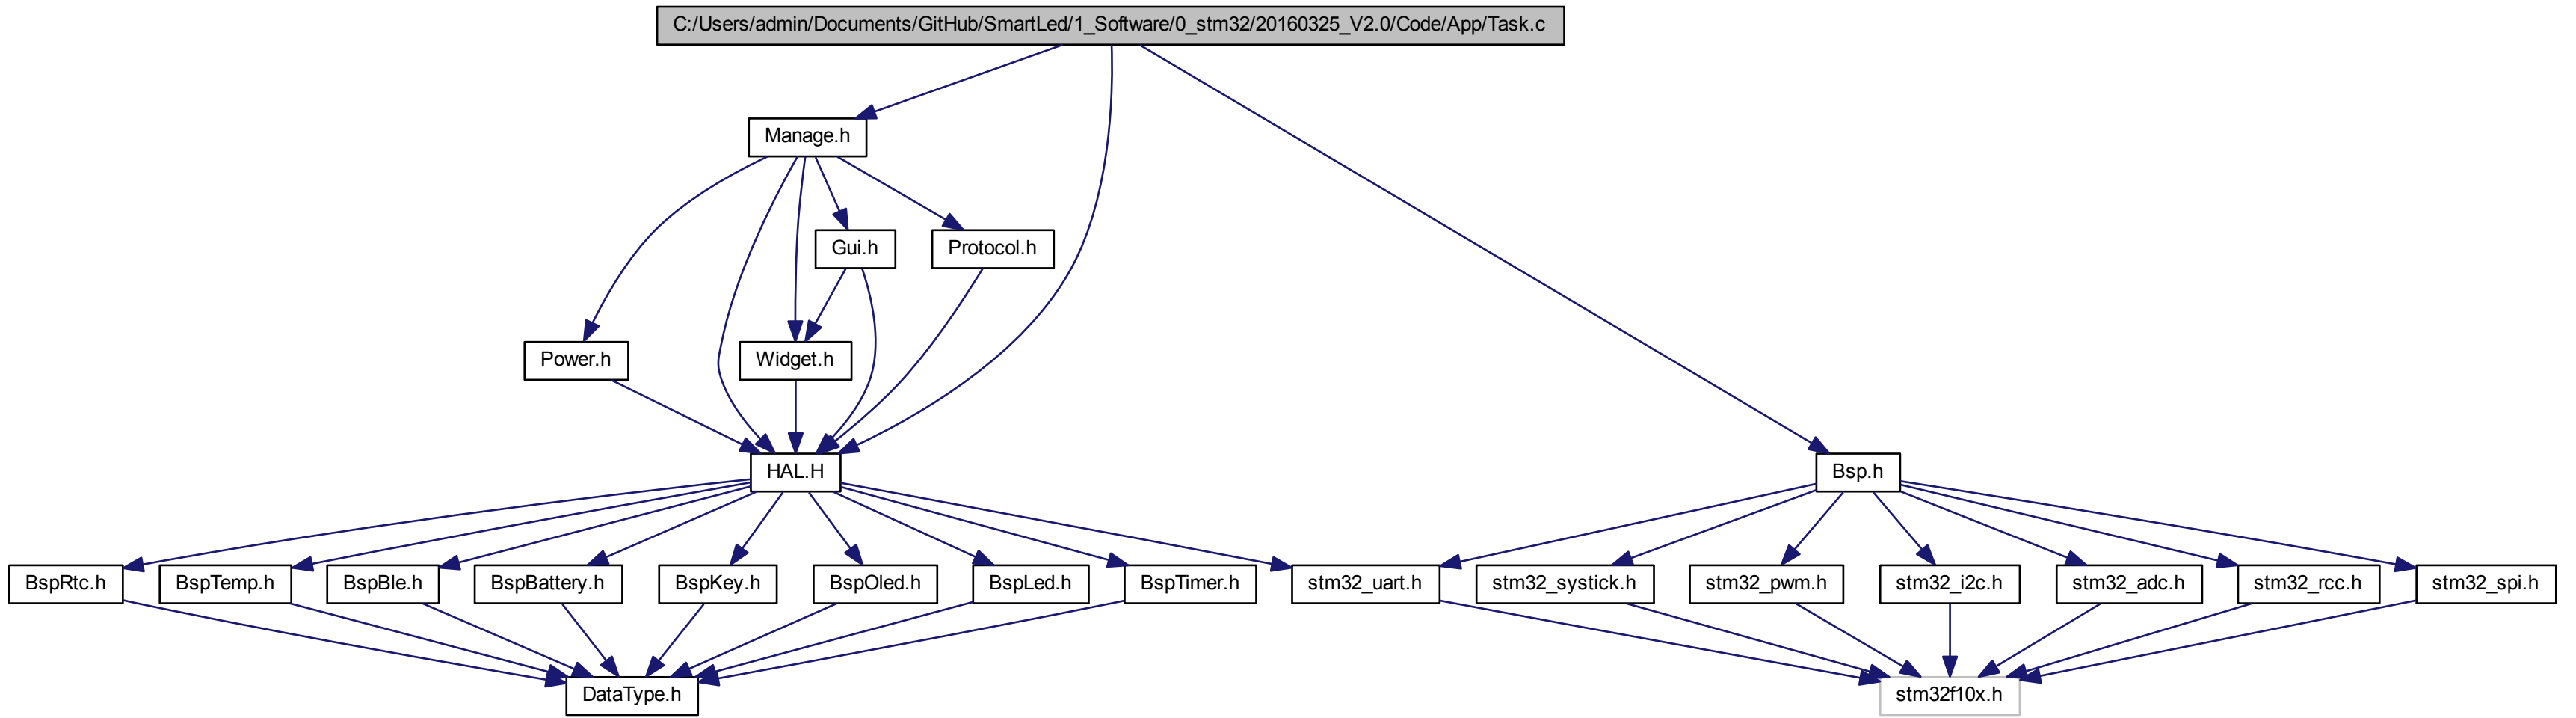 C:/Users/admin/Documents/GitHub/SmartLed/1_Software/0_stm32/20160325_V2.0/Code/App/Task.c
Manage.h
Gui.h
Protocol.h
Power.h
Widget.h
HAL.H
Bsp.h
BspRtc.h
BspTemp.h
BspBle.h
BspBattery.h
BspKey.h
BspOled.h
BspLed.h
BspTimer.h
stm32_uart.h
stm32_systick.h
stm32_pwm.h
stm32_i2c.h
stm32_adc.h
stm32_rcc.h
stm32_spi.h
DataType.h
stm32f10x.h